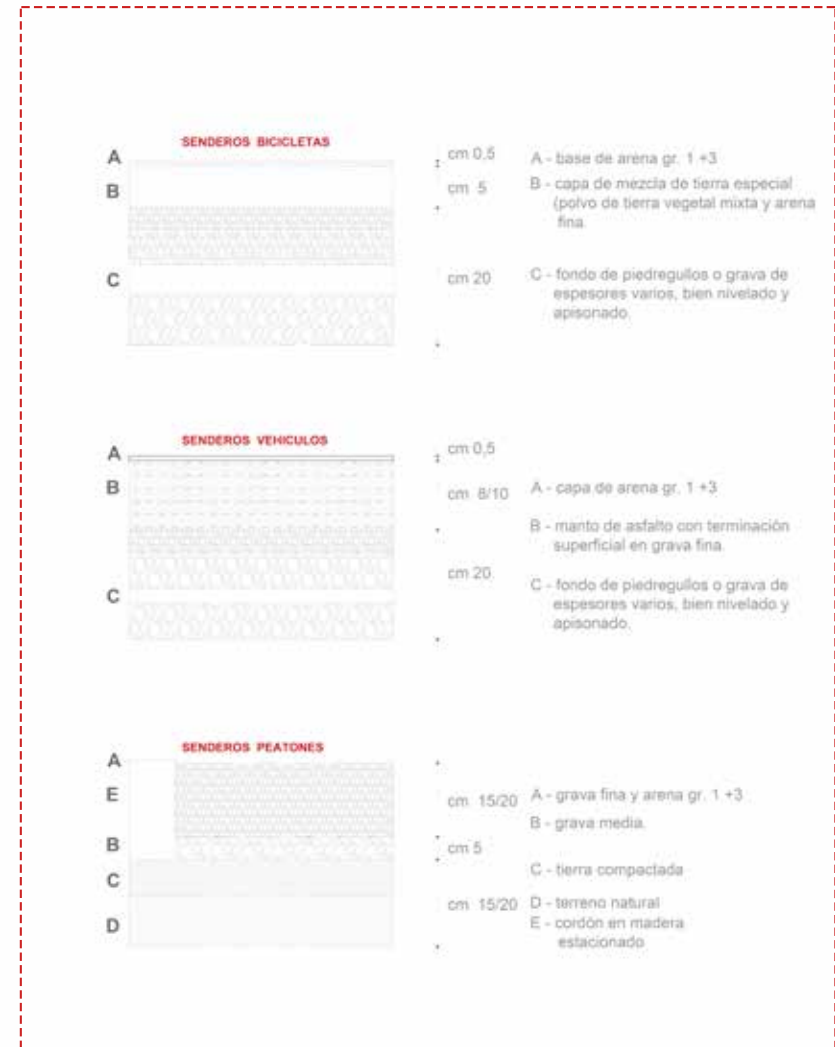 SENDEROS BICICLETAS
A
B
C
cm 0,5
cm 5
cm 20
A - base de arena gr. 1 +3
B - capa de mezcla de tierra especial
(polvo de tierra vegetal mixta y arena
fina.
C - fondo de piedregullos o grava de
espesores varios, bien nivelado y
apisonado.
SENDEROS VEHICULOS
A
B
C
cm 0,5
cm 8/10
cm 20
A - capa de arena gr. 1 +3
B - manto de asfalto con terminación
superficial en grava fina.
C - fondo de piedregullos o grava de
espesores varios, bien nivelado y
apisonado.
SENDEROS PEATONES
A
E
B
C
D
cm 15/20
cm 5
cm 15/20
A - grava fina y arena gr. 1 +3
B - grava media.
C - tierra compactada
D - terreno natural
E - cordón en madera
estacionado